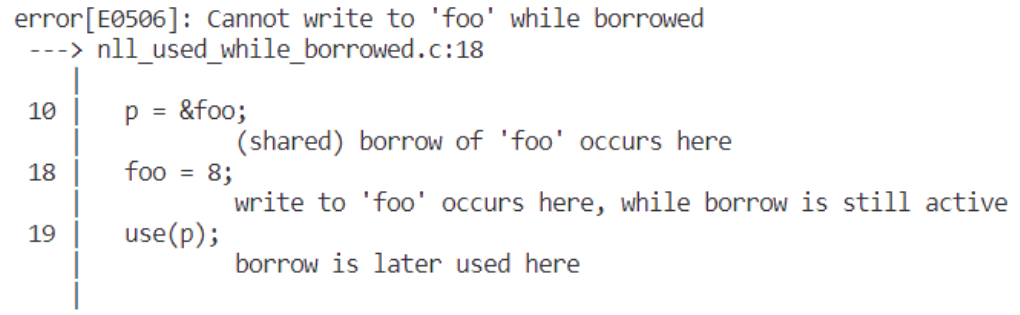 error[E0506]: Cannot write to 'foo' while borrowed
---> nll_used_while_borrowed.c:18
|
10 | p = &foo;
| (shared) borrow of 'foo' occurs here
18 | foo = 8;
| write to 'foo' occurs here, while borrow is still active
19 | use(p);
| borrow is later used here
|